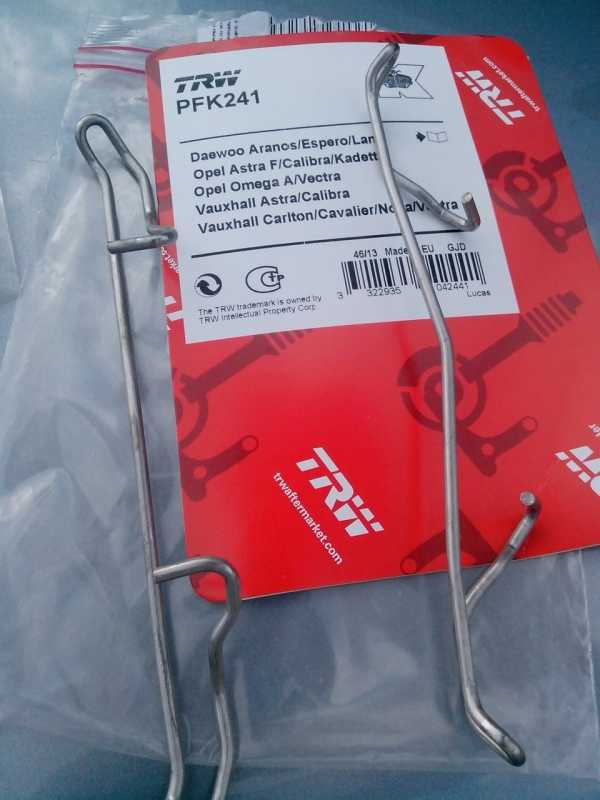 TRW
PFK241
Daewoo Aranos/Espero/Lan
Opel Astra F/Calibra/Kadett
Opel Omega A/Vectra
Vauxhall Astra/Calibra
Vauxhall Carlton/Cavalier/Nova/Vectra
46/13 Made EU GJD
3 322935 042441
Lucas
The TRW trademark is owned by
TRW Intellectual Property Corp
TRW
trwaftermarket.com
TRW
trwaftermarket.com